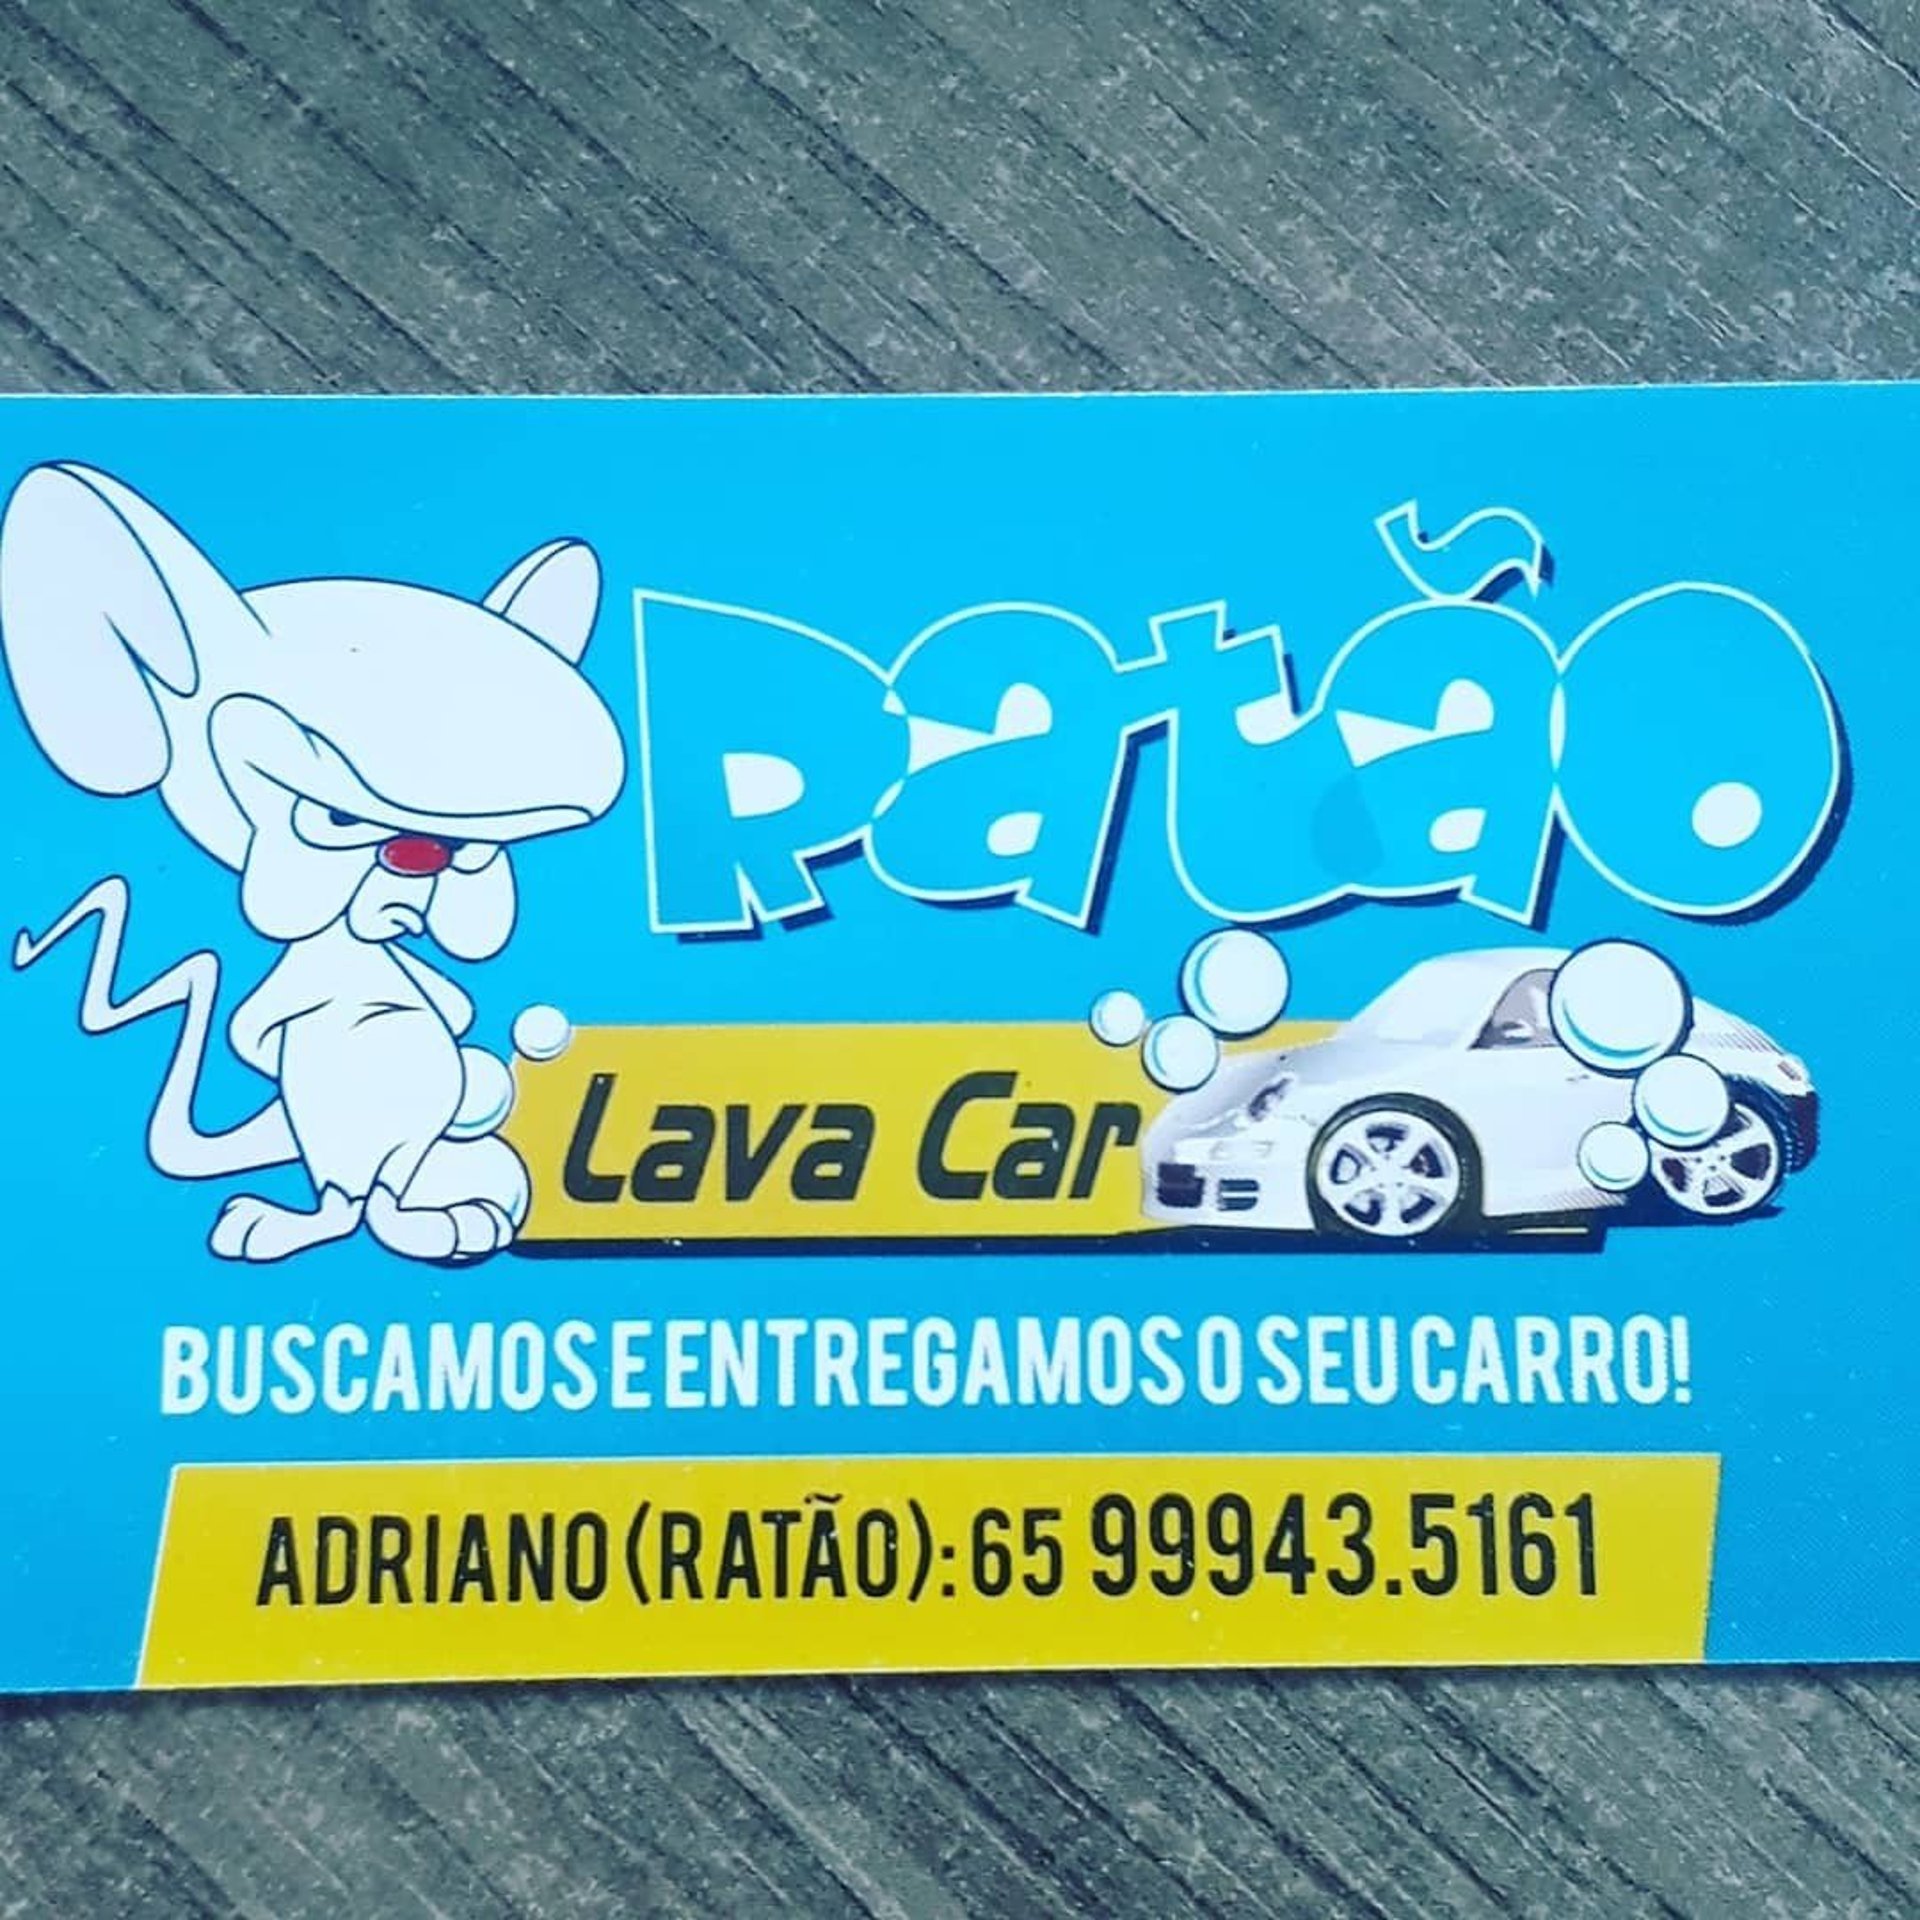 Ratão
Lava Car
BUSCAMOS E ENTREGAMOS O SEU CARRO!
ADRIANO (RATÃO): 65 99943.5161